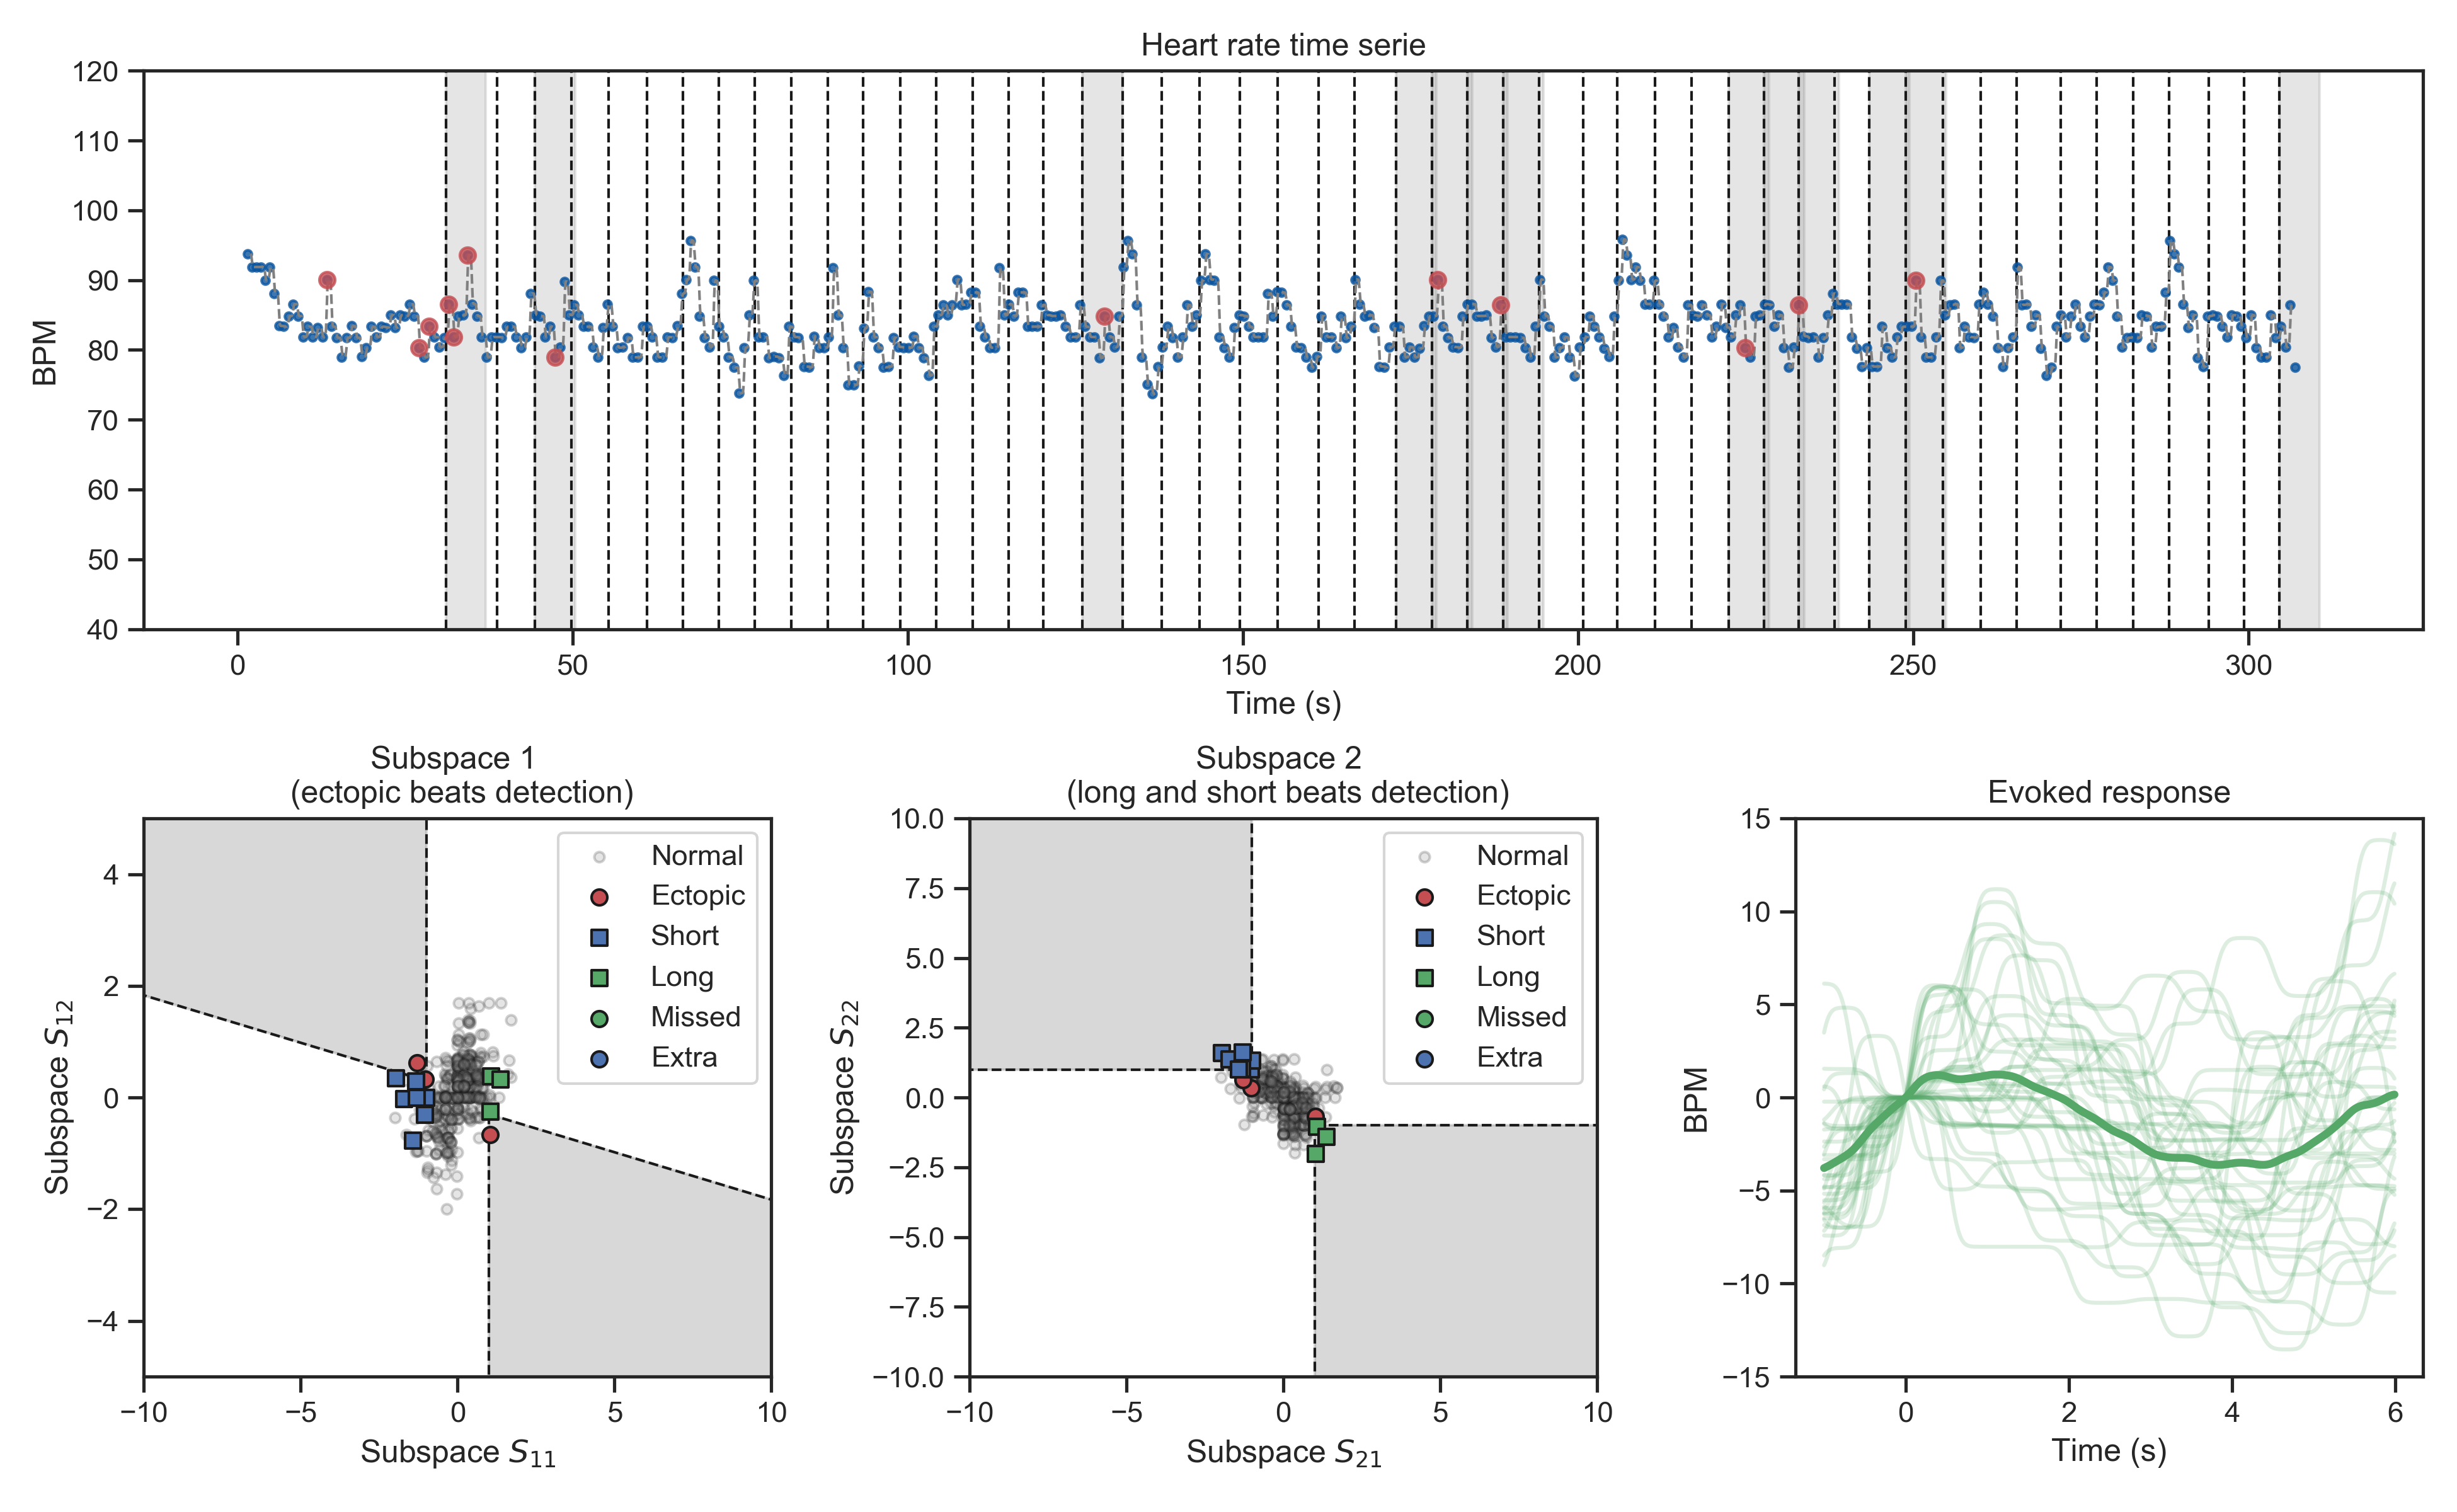 Heart rate time serie
120
110
100
90
80
70
60
50
40
BPM
0 50 100 150 200 250 300
Time (s)
Subspace 1
(ectopic beats detection)
4
2
0
−2
−4
Subspace S12
Normal
Ectopic
Short
Long
Missed
Extra
−10 −5 0 5 10
Subspace S11
Subspace 2
(long and short beats detection)
10.0
7.5
5.0
2.5
0.0
−2.5
−5.0
−7.5
−10.0
Subspace S22
Normal
Ectopic
Short
Long
Missed
Extra
−10 −5 0 5 10
Subspace S21
Evoked response
15
10
5
0
−5
−10
−15
BPM
0 2 4 6
Time (s)